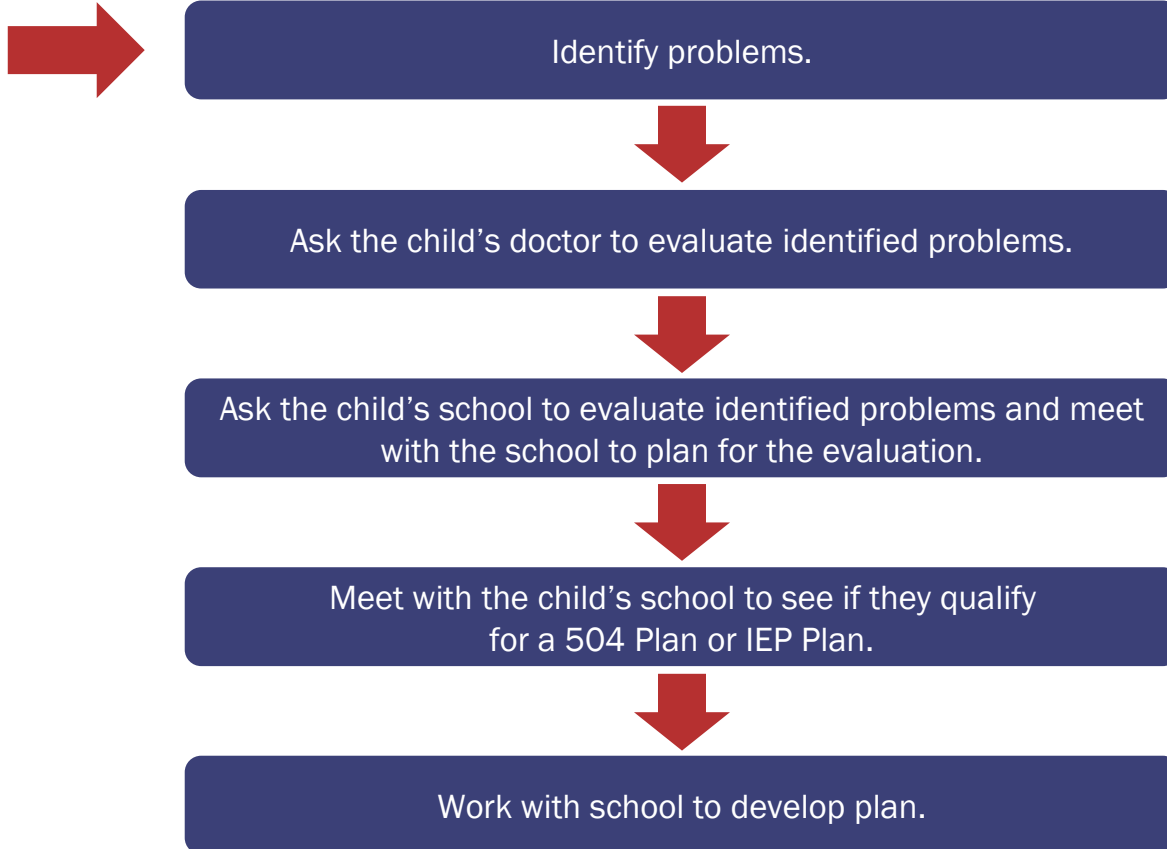 Identify problems.
Ask the child’s doctor to evaluate identified problems.
Ask the child’s school to evaluate identified problems and meet
with the school to plan for the evaluation.
Meet with the child’s school to see if they qualify
for a 504 Plan or IEP Plan.
Work with school to develop plan.